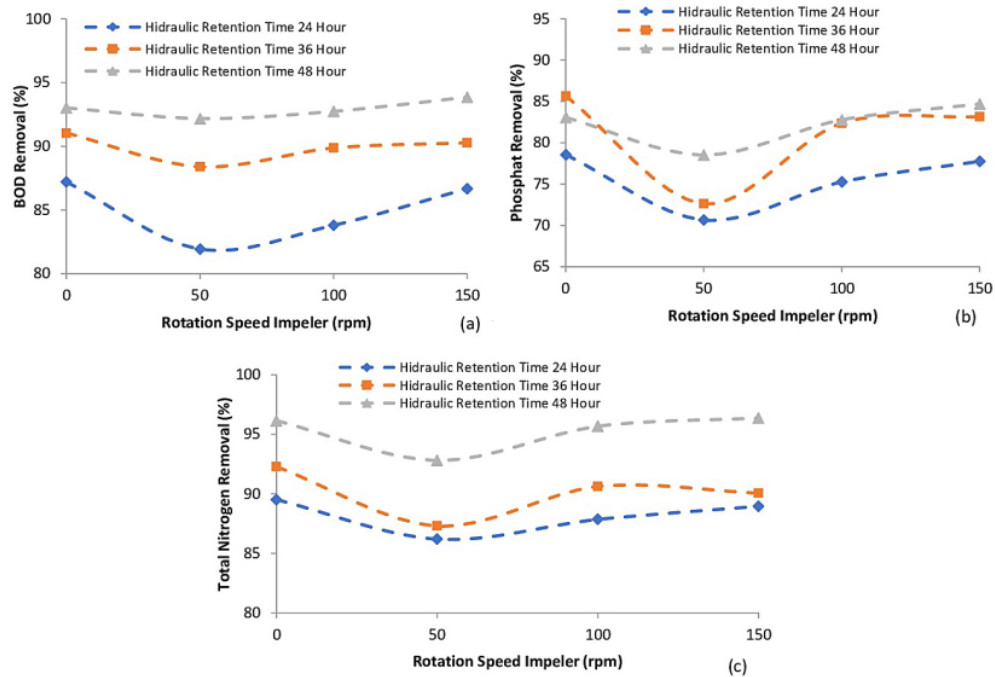 Hidraulic Retention Time 24 Hour
Hidraulic Retention Time 36 Hour
Hidraulic Retention Time 48 Hour
BOD Removal (%)
100
95
90
85
80
0 50 100 150
Rotation Speed Impeler (rpm)
(a)
Hidraulic Retention Time 24 Hour
Hidraulic Retention Time 36 Hour
Hidraulic Retention Time 48 Hour
Phosphat Removal (%)
95
90
85
80
75
70
65
0 50 100 150
Rotation Speed Impeler (rpm)
(b)
Hidraulic Retention Time 24 Hour
Hidraulic Retention Time 36 Hour
Hidraulic Retention Time 48 Hour
Total Nitrogen Removal (%)
100
95
90
85
80
0 50 100 150
Rotation Speed Impeler (rpm)
(c)